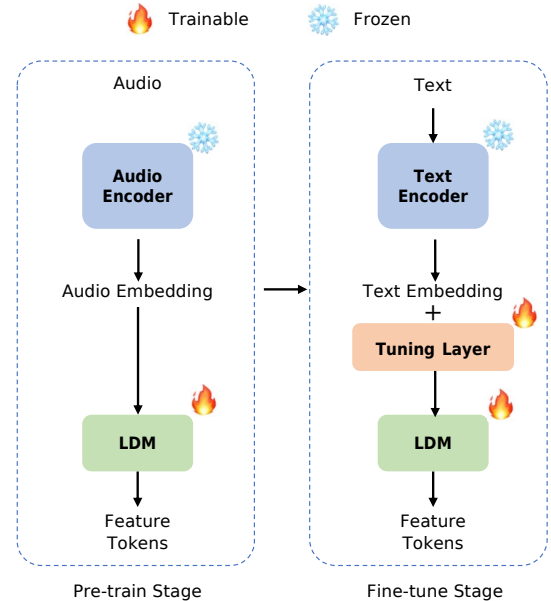 Trainable
Frozen
Audio
Audio
Encoder
Audio Embedding
LDM
Feature
Tokens
Pre-train Stage
Text
Text
Encoder
Text Embedding
+
Tuning Layer
LDM
Feature
Tokens
Fine-tune Stage